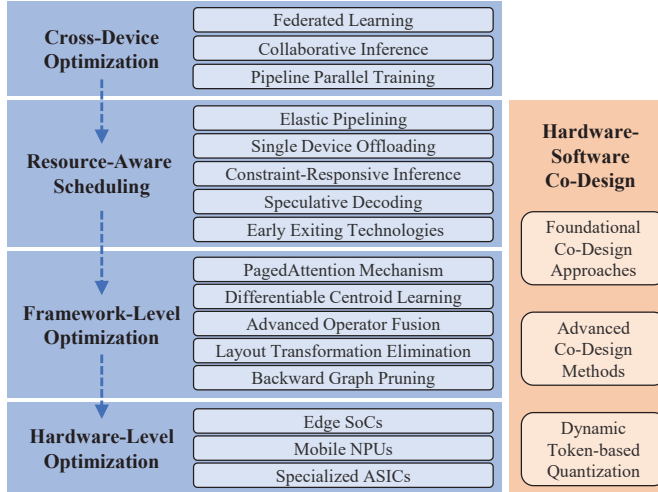 Cross-Device
Optimization
Federated Learning
Collaborative Inference
Pipeline Parallel Training
Resource-Aware
Scheduling
Elastic Pipelining
Single Device Offloading
Constraint-Responsive Inference
Speculative Decoding
Early Exiting Technologies
Framework-Level
Optimization
PagedAttention Mechanism
Differentiable Centroid Learning
Advanced Operator Fusion
Layout Transformation Elimination
Backward Graph Pruning
Hardware-Level
Optimization
Edge SoCs
Mobile NPUs
Specialized ASICs
Hardware-
Software
Co-Design
Foundational
Co-Design
Approaches
Advanced
Co-Design
Methods
Dynamic
Token-based
Quantization